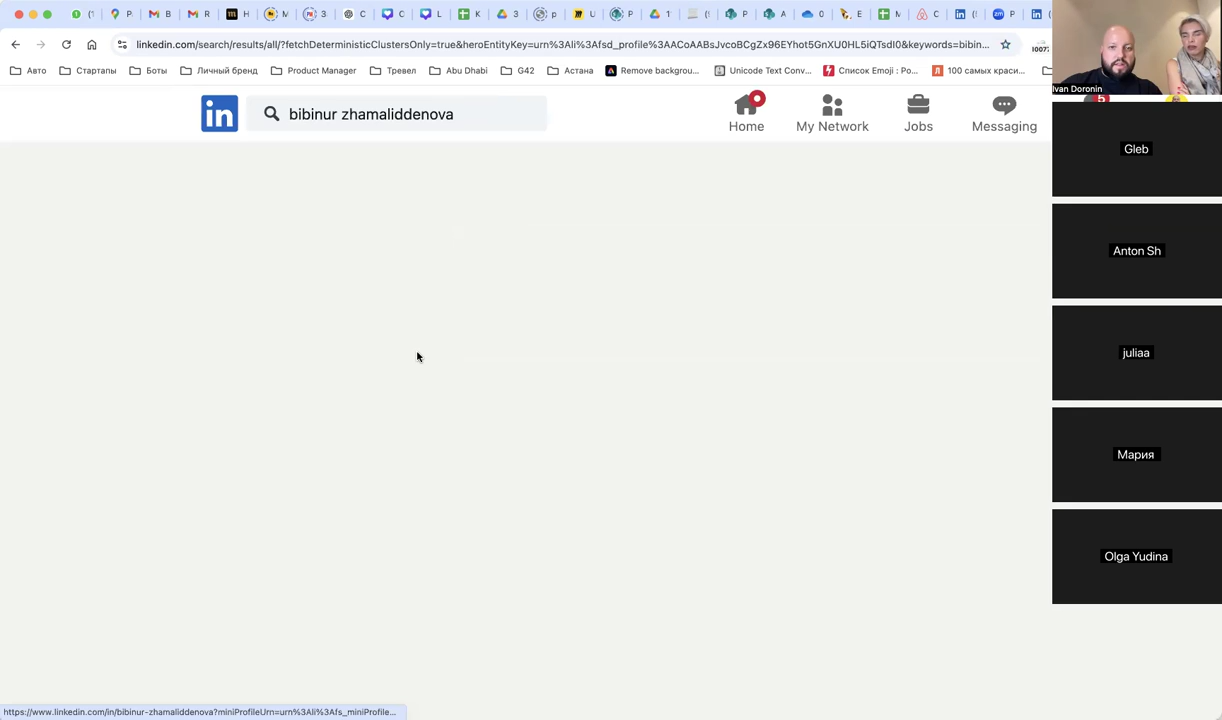 linkedin.com/search/results/all/?fetchDeterministicClustersOnly=true&heroEntityKey=urn%3Ali%3Afsd_profile%3AACoAABsJvcoBCgZx96EYhot5GnXU0HL5iQTsdI0&keywords=bibin...
Авто
Стартапы
Боты
Личный бренд
Product Manager
Тревел
Abu Dhabi
G42
Астана
Remove backgrou...
Unicode Text Conv...
Список Emoji : Po...
100 самых краси...
in
bibinur zhamaliddenova
Home
My Network
Jobs
Messaging
Ivan Doronin
Gleb
Anton Sh
juliaa
Мария
Olga Yudina
https://www.linkedin.com/in/bibinur-zhamaliddenova?miniProfileUrn=urn%3Ali%3Afs_miniProfile...